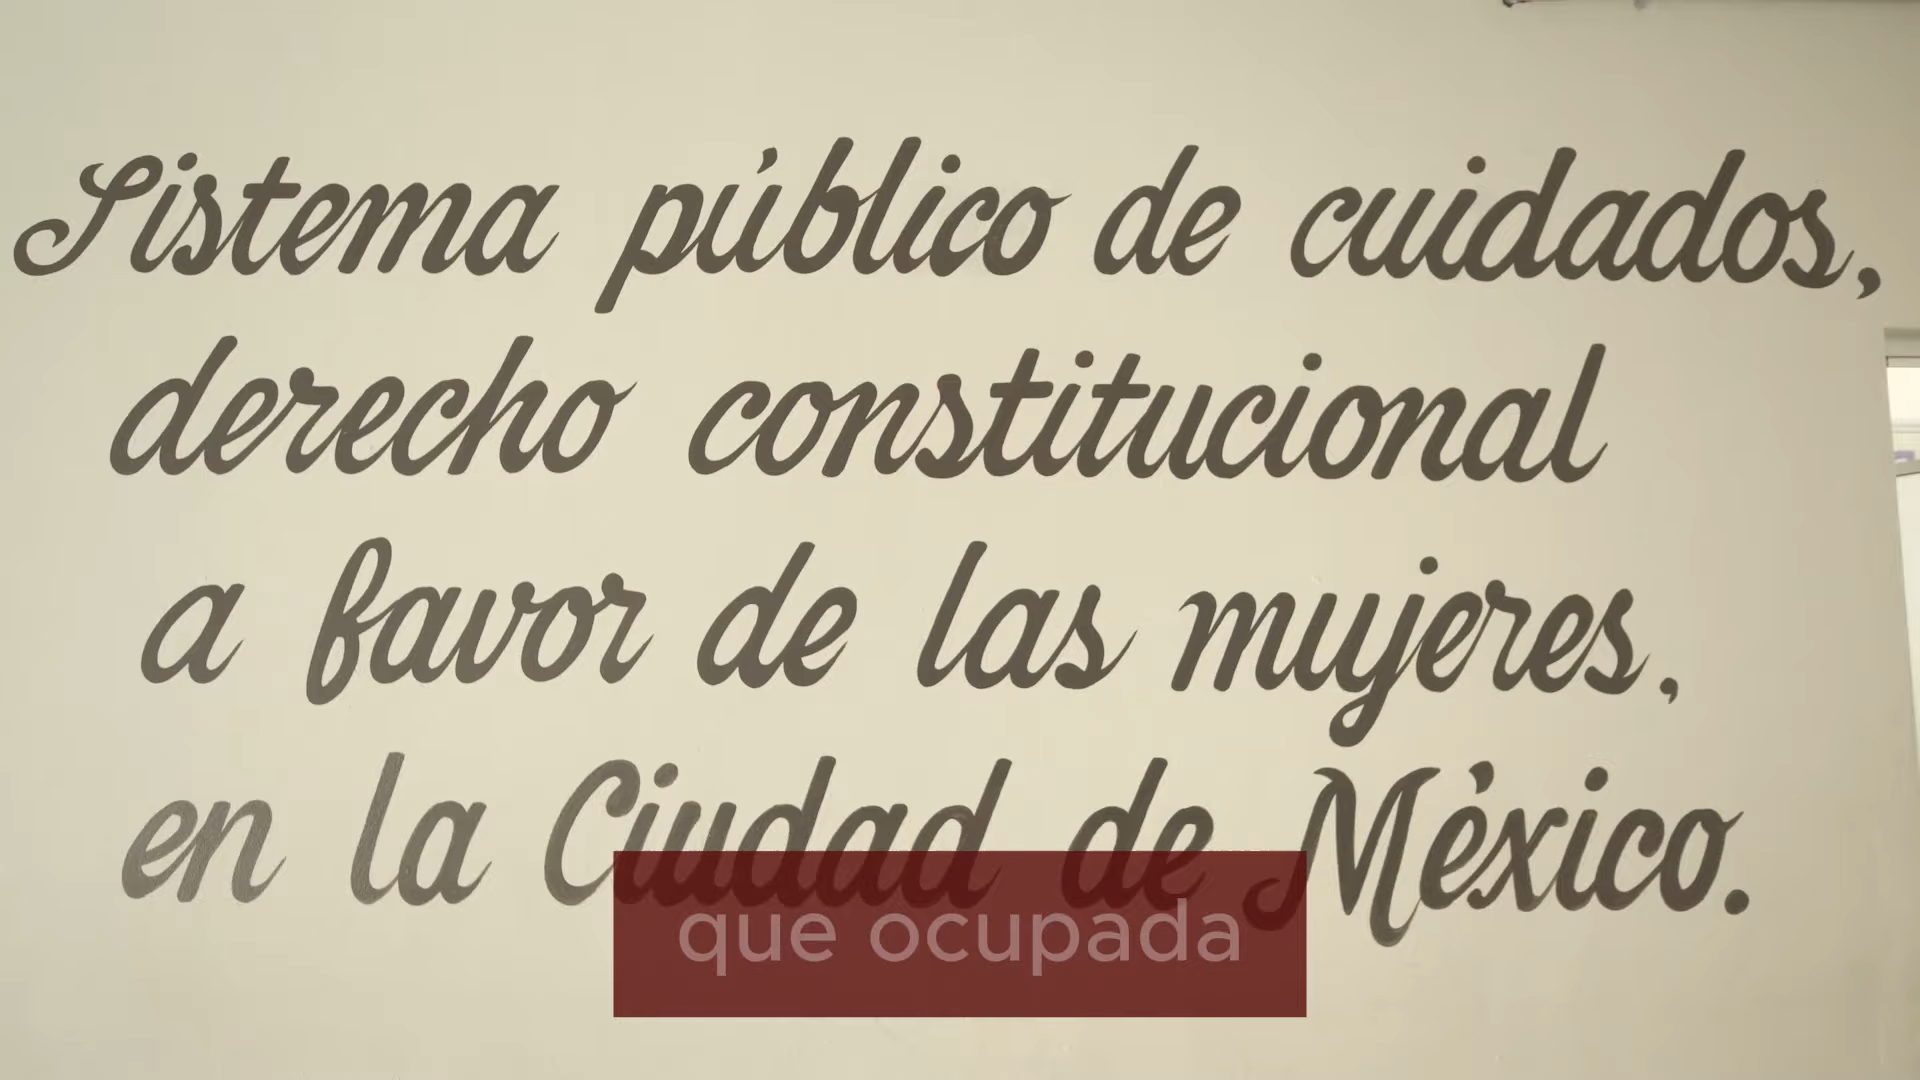 Sistema público de cuidados,
derecho constitucional
a favor de las mujeres,
en la Ciudad de México.
que ocupada